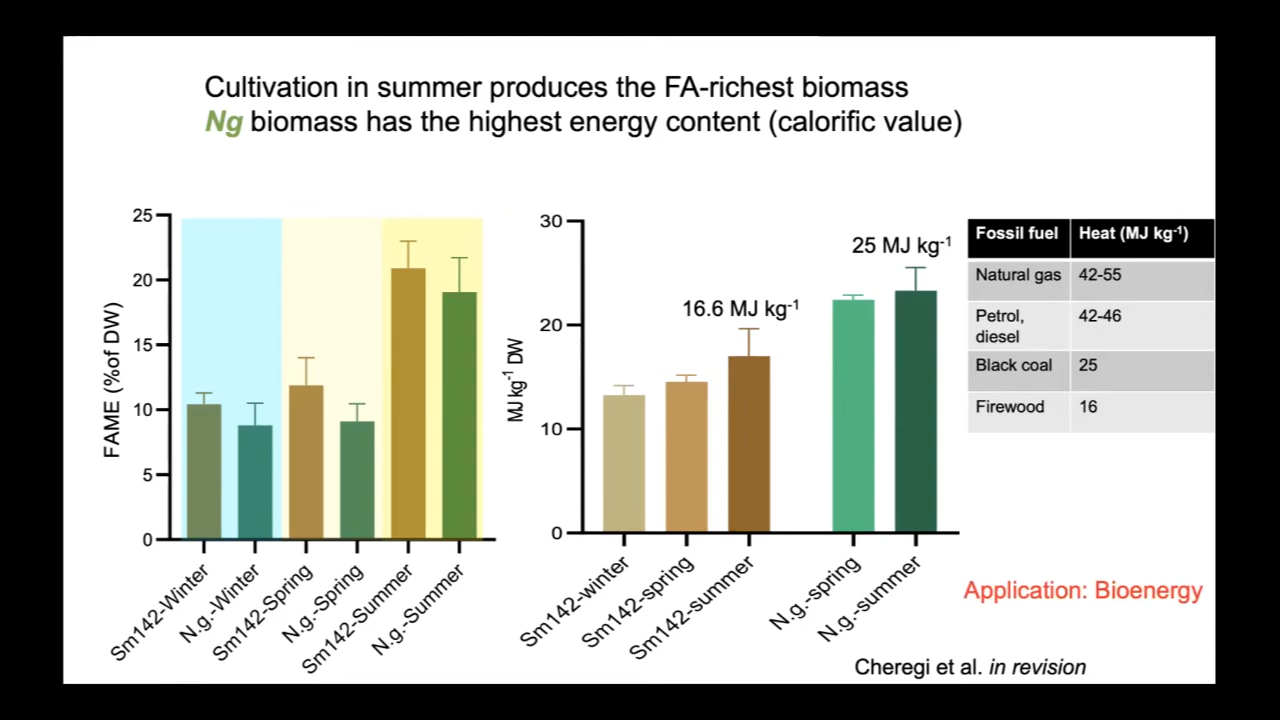 Cultivation in summer produces the FA-richest biomass
Ng biomass has the highest energy content (calorific value)
FAME (%of DW)
25
20
15
10
5
0
Sm142-Winter
N.g.-Winter
Sm142-Spring
N.g.-Spring
Sm142-Summer
N.g.-Summer
MJ kg-1 DW
30
20
10
0
16.6 MJ kg-1
25 MJ kg-1
Sm142-winter
Sm142-spring
Sm142-summer
N.g.-spring
N.g.-summer
Fossil fuel Heat (MJ kg-1)
Natural gas 42-55
Petrol, 42-46
diesel
Black coal 25
Firewood 16
Application: Bioenergy
Cheregi et al. in revision